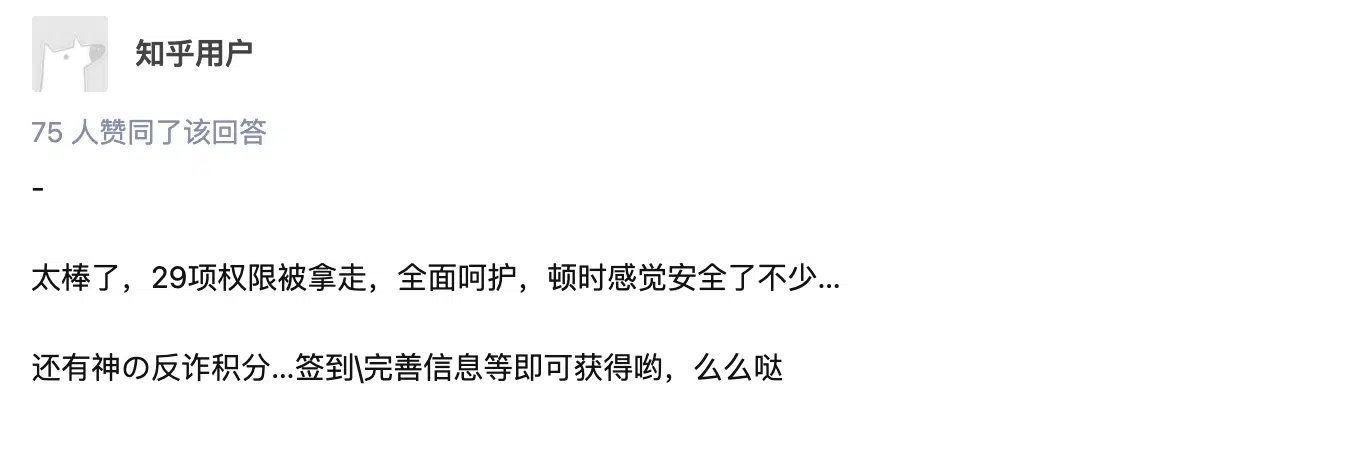 知乎用户
75 人赞同了该回答
-
太棒了，29项权限被拿走，全面呵护，顿时感觉安全了不少...
还有神の反诈积分...签到\完善信息等即可获得哟，么么哒